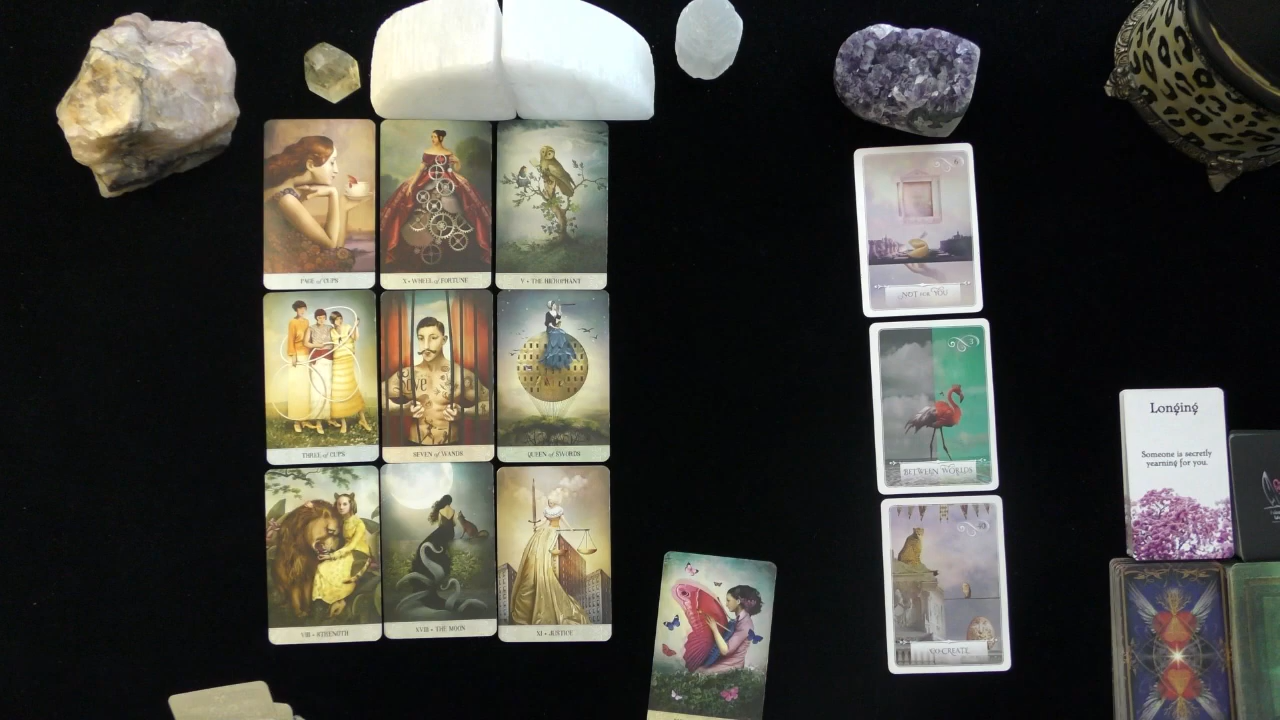 PAGE of CUPS
X • WHEEL of FORTUNE
V • THE HIEROPHANT
THREE of CUPS
love
SEVEN of WANDS
QUEEN of SWORDS
VIII • STRENGTH
XVIII • THE MOON
XI • JUSTICE
6
NOT FOR YOU
BETWEEN WORLDS
CO-CREATE
Longing
Someone is secretly
yearning for you.